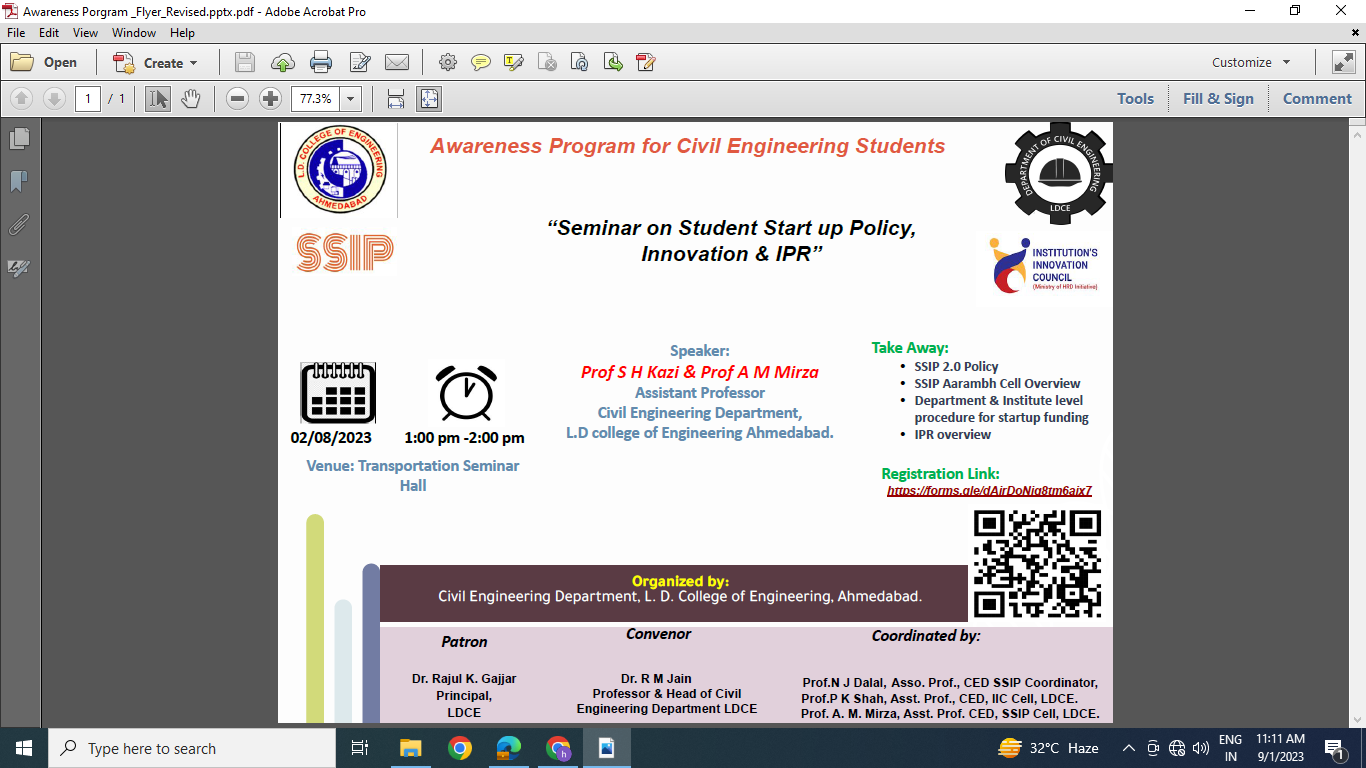 Awareness Porgram _Flyer_Revised.pptx.pdf - Adobe Acrobat Pro
File Edit View Window Help
Open Create Customize
1 / 1 77.3% Tools Fill & Sign Comment
L.D. COLLEGE OF ENGINEERING
AHMEDABAD
Awareness Program for Civil Engineering Students
DEPARTMENT OF CIVIL ENGINEERING
LDCE
SSIP
“Seminar on Student Start up Policy,
Innovation & IPR”
INSTITUTION'S
INNOVATION
COUNCIL
(Ministry of HRD Initiative)
02/08/2023
1:00 pm -2:00 pm
Venue: Transportation Seminar
Hall
Speaker:
Prof S H Kazi & Prof A M Mirza
Assistant Professor
Civil Engineering Department,
L.D college of Engineering Ahmedabad.
Take Away:
• SSIP 2.0 Policy
• SSIP Aarambh Cell Overview
• Department & Institute level
procedure for startup funding
• IPR overview
Registration Link:
Organized by:
Civil Engineering Department, L. D. College of Engineering, Ahmedabad.
Patron
Dr. Rajul K. Gajjar
Principal,
LDCE
Convenor
Dr. R M Jain
Professor & Head of Civil
Engineering Department LDCE
Coordinated by:
Prof.N J Dalal, Asso. Prof., CED SSIP Coordinator,
Prof.P K Shah, Asst. Prof., CED, IIC Cell, LDCE.
Prof. A. M. Mirza, Asst. Prof. CED, SSIP Cell, LDCE.
Type here to search
32°C Haze
ENG
IN
11:11 AM
9/1/2023
1